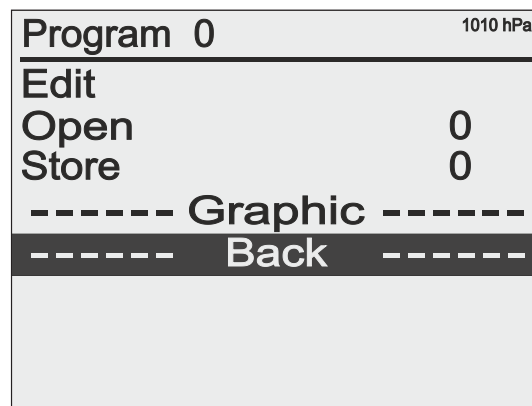 Program 0 1010 hPa
Edit
Open 0
Store 0
------ Graphic ------
------ Back ------